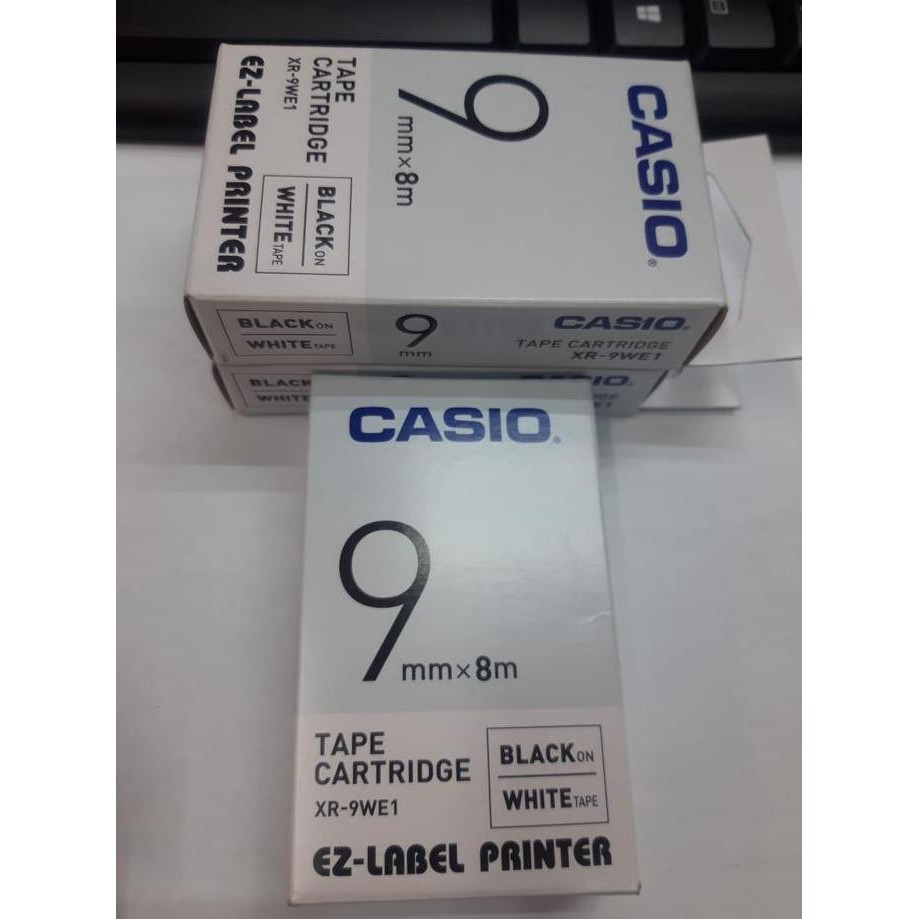 CASIO®
9 mm×8m
TAPE
CARTRIDGE
XR-9WE1
BLACK ON
WHITE TAPE
EZ-LABEL PRINTER
BLACK ON
WHITE TAPE
9
mm
CASIO®
TAPE CARTRIDGE
XR-9WE1
BLACK
WHITE
CASIO®
9 mm×8m
TAPE
CARTRIDGE
XR-9WE1
BLACK ON
WHITE TAPE
EZ-LABEL PRINTER